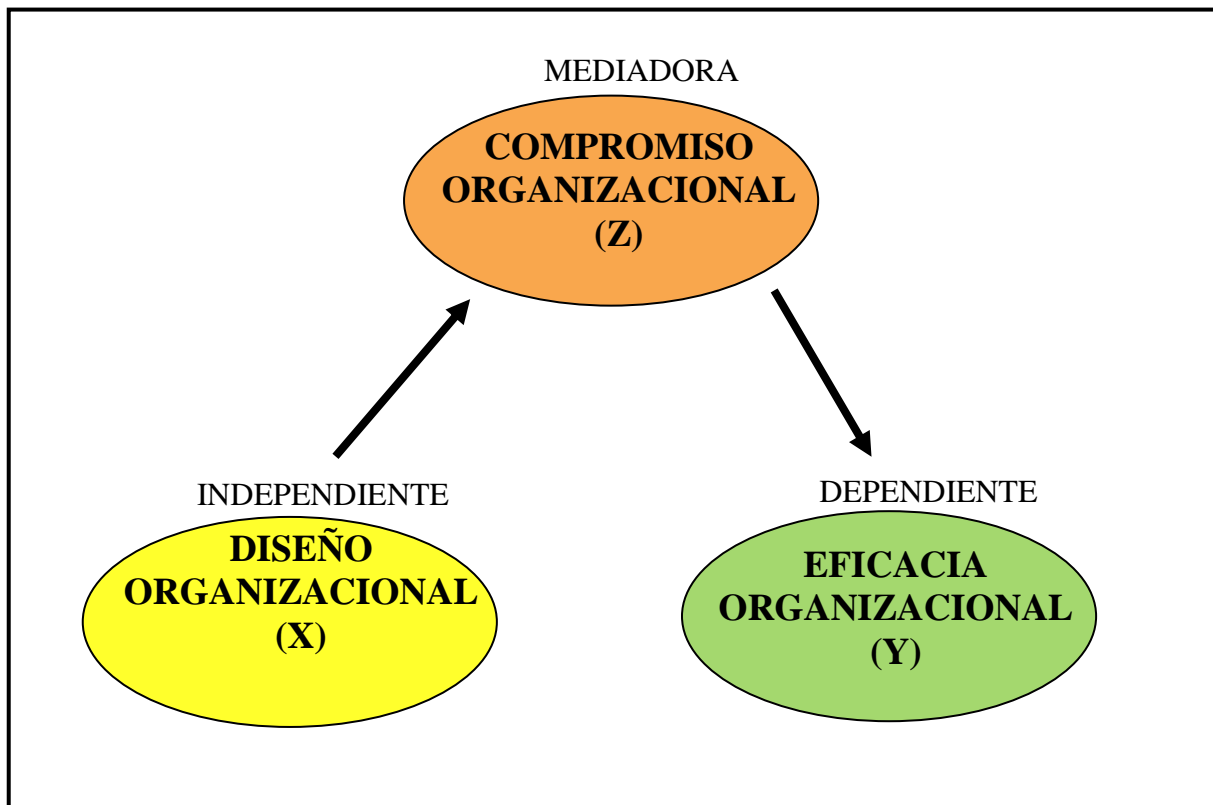 MEDIADORA
COMPROMISO
ORGANIZACIONAL
(Z)
INDEPENDIENTE
DISEÑO
ORGANIZACIONAL
(X)
DEPENDIENTE
EFICACIA
ORGANIZACIONAL
(Y)